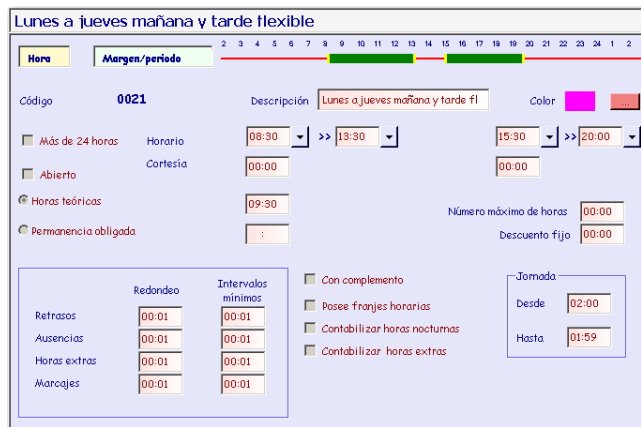 Lunes a jueves mañana y tarde flexible
Hora
Margen/periodo
2 3 4 5 6 7 8 9 10 11 12 13 14 15 16 17 18 19 20 21 22 23 24 1 2
Código 0021 Descripción Lunes a jueves mañana y tarde fl Color ...
Más de 24 horas Horario 08:30 >> 13:30 15:30 >> 20:00
Cortesía 00:00 00:00
Abierto
Horas teóricas 09:30 Número máximo de horas 00:00
Permanencia obligada : Descuento fijo 00:00
Redondeo Intervalos mínimos
Retrasos 00:01 00:01
Ausencias 00:01 00:01
Horas extras 00:01 00:01
Marcajes 00:01 00:01
Con complemento
Posee franjes horarias
Contabilizar horas nocturnas
Contabilizar horas extras
Jornada
Desde 02:00
Hasta 01:59